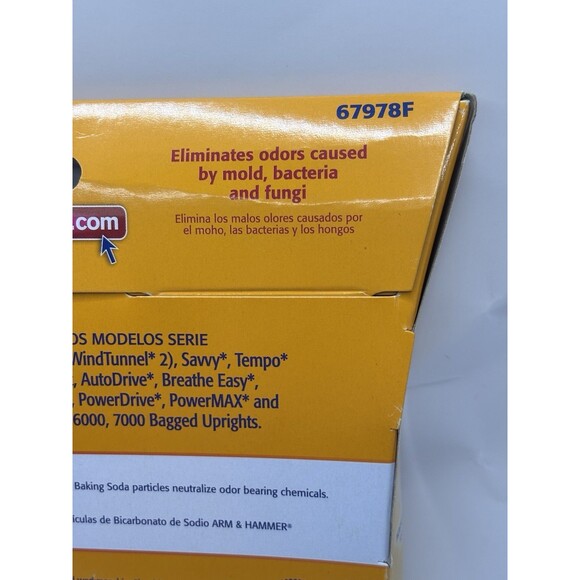 67978F
Eliminates odors caused
by mold, bacteria
and fungi
.com
Elimina los malos olores causados por
el moho, las bacterias y los hongos
OS MODELOS SERIE
WindTunnel* 2), Savvy*, Tempo*
, AutoDrive*, Breathe Easy*,
, PowerDrive*, PowerMAX* and
6000, 7000 Bagged Uprights.
Baking Soda particles neutralize odor bearing chemicals.
ículas de Bicarbonato de Sodio ARM & HAMMER®